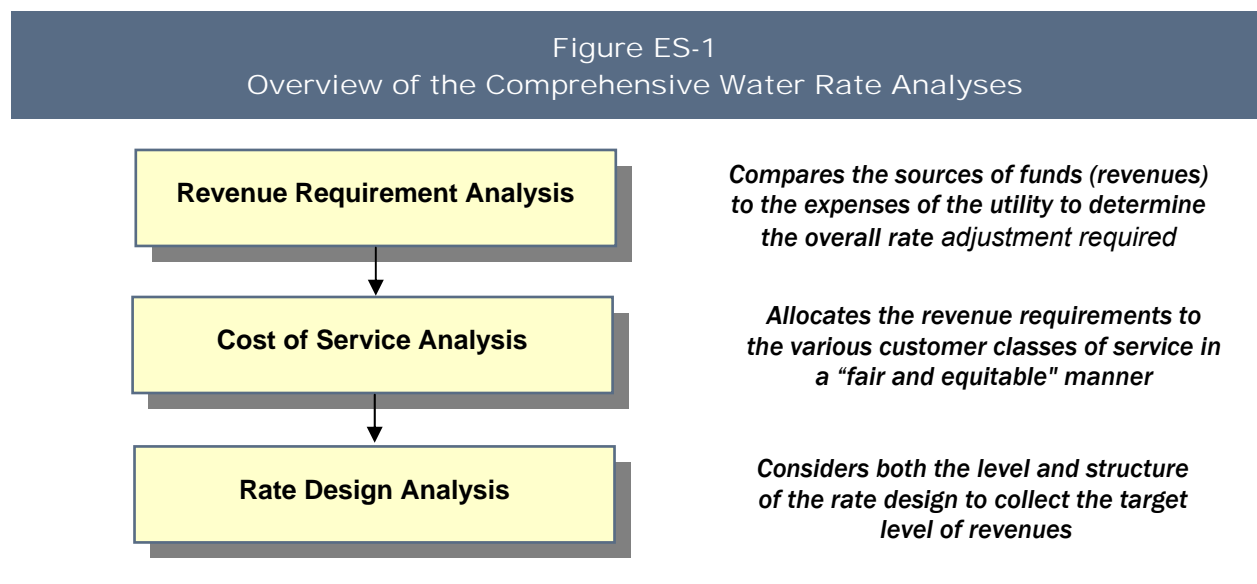 Figure ES-1
Overview of the Comprehensive Water Rate Analyses
Revenue Requirement Analysis
Compares the sources of funds (revenues)
to the expenses of the utility to determine
the overall rate adjustment required
Cost of Service Analysis
Allocates the revenue requirements to
the various customer classes of service in
a “fair and equitable" manner
Rate Design Analysis
Considers both the level and structure
of the rate design to collect the target
level of revenues